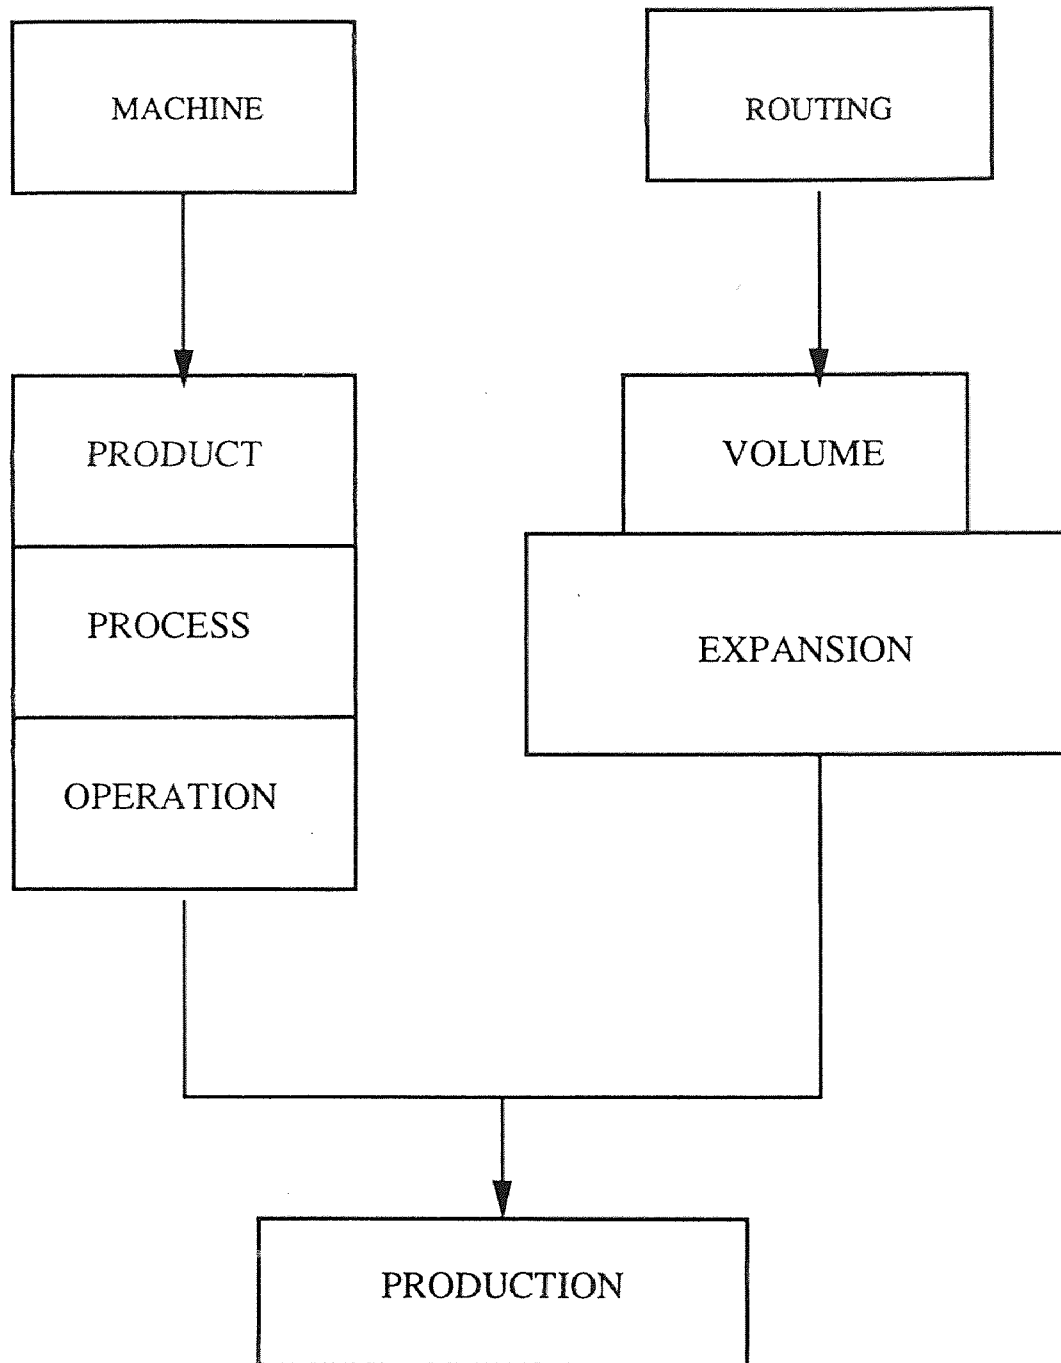 MACHINE
ROUTING
PRODUCT
VOLUME
PROCESS
EXPANSION
OPERATION
PRODUCTION